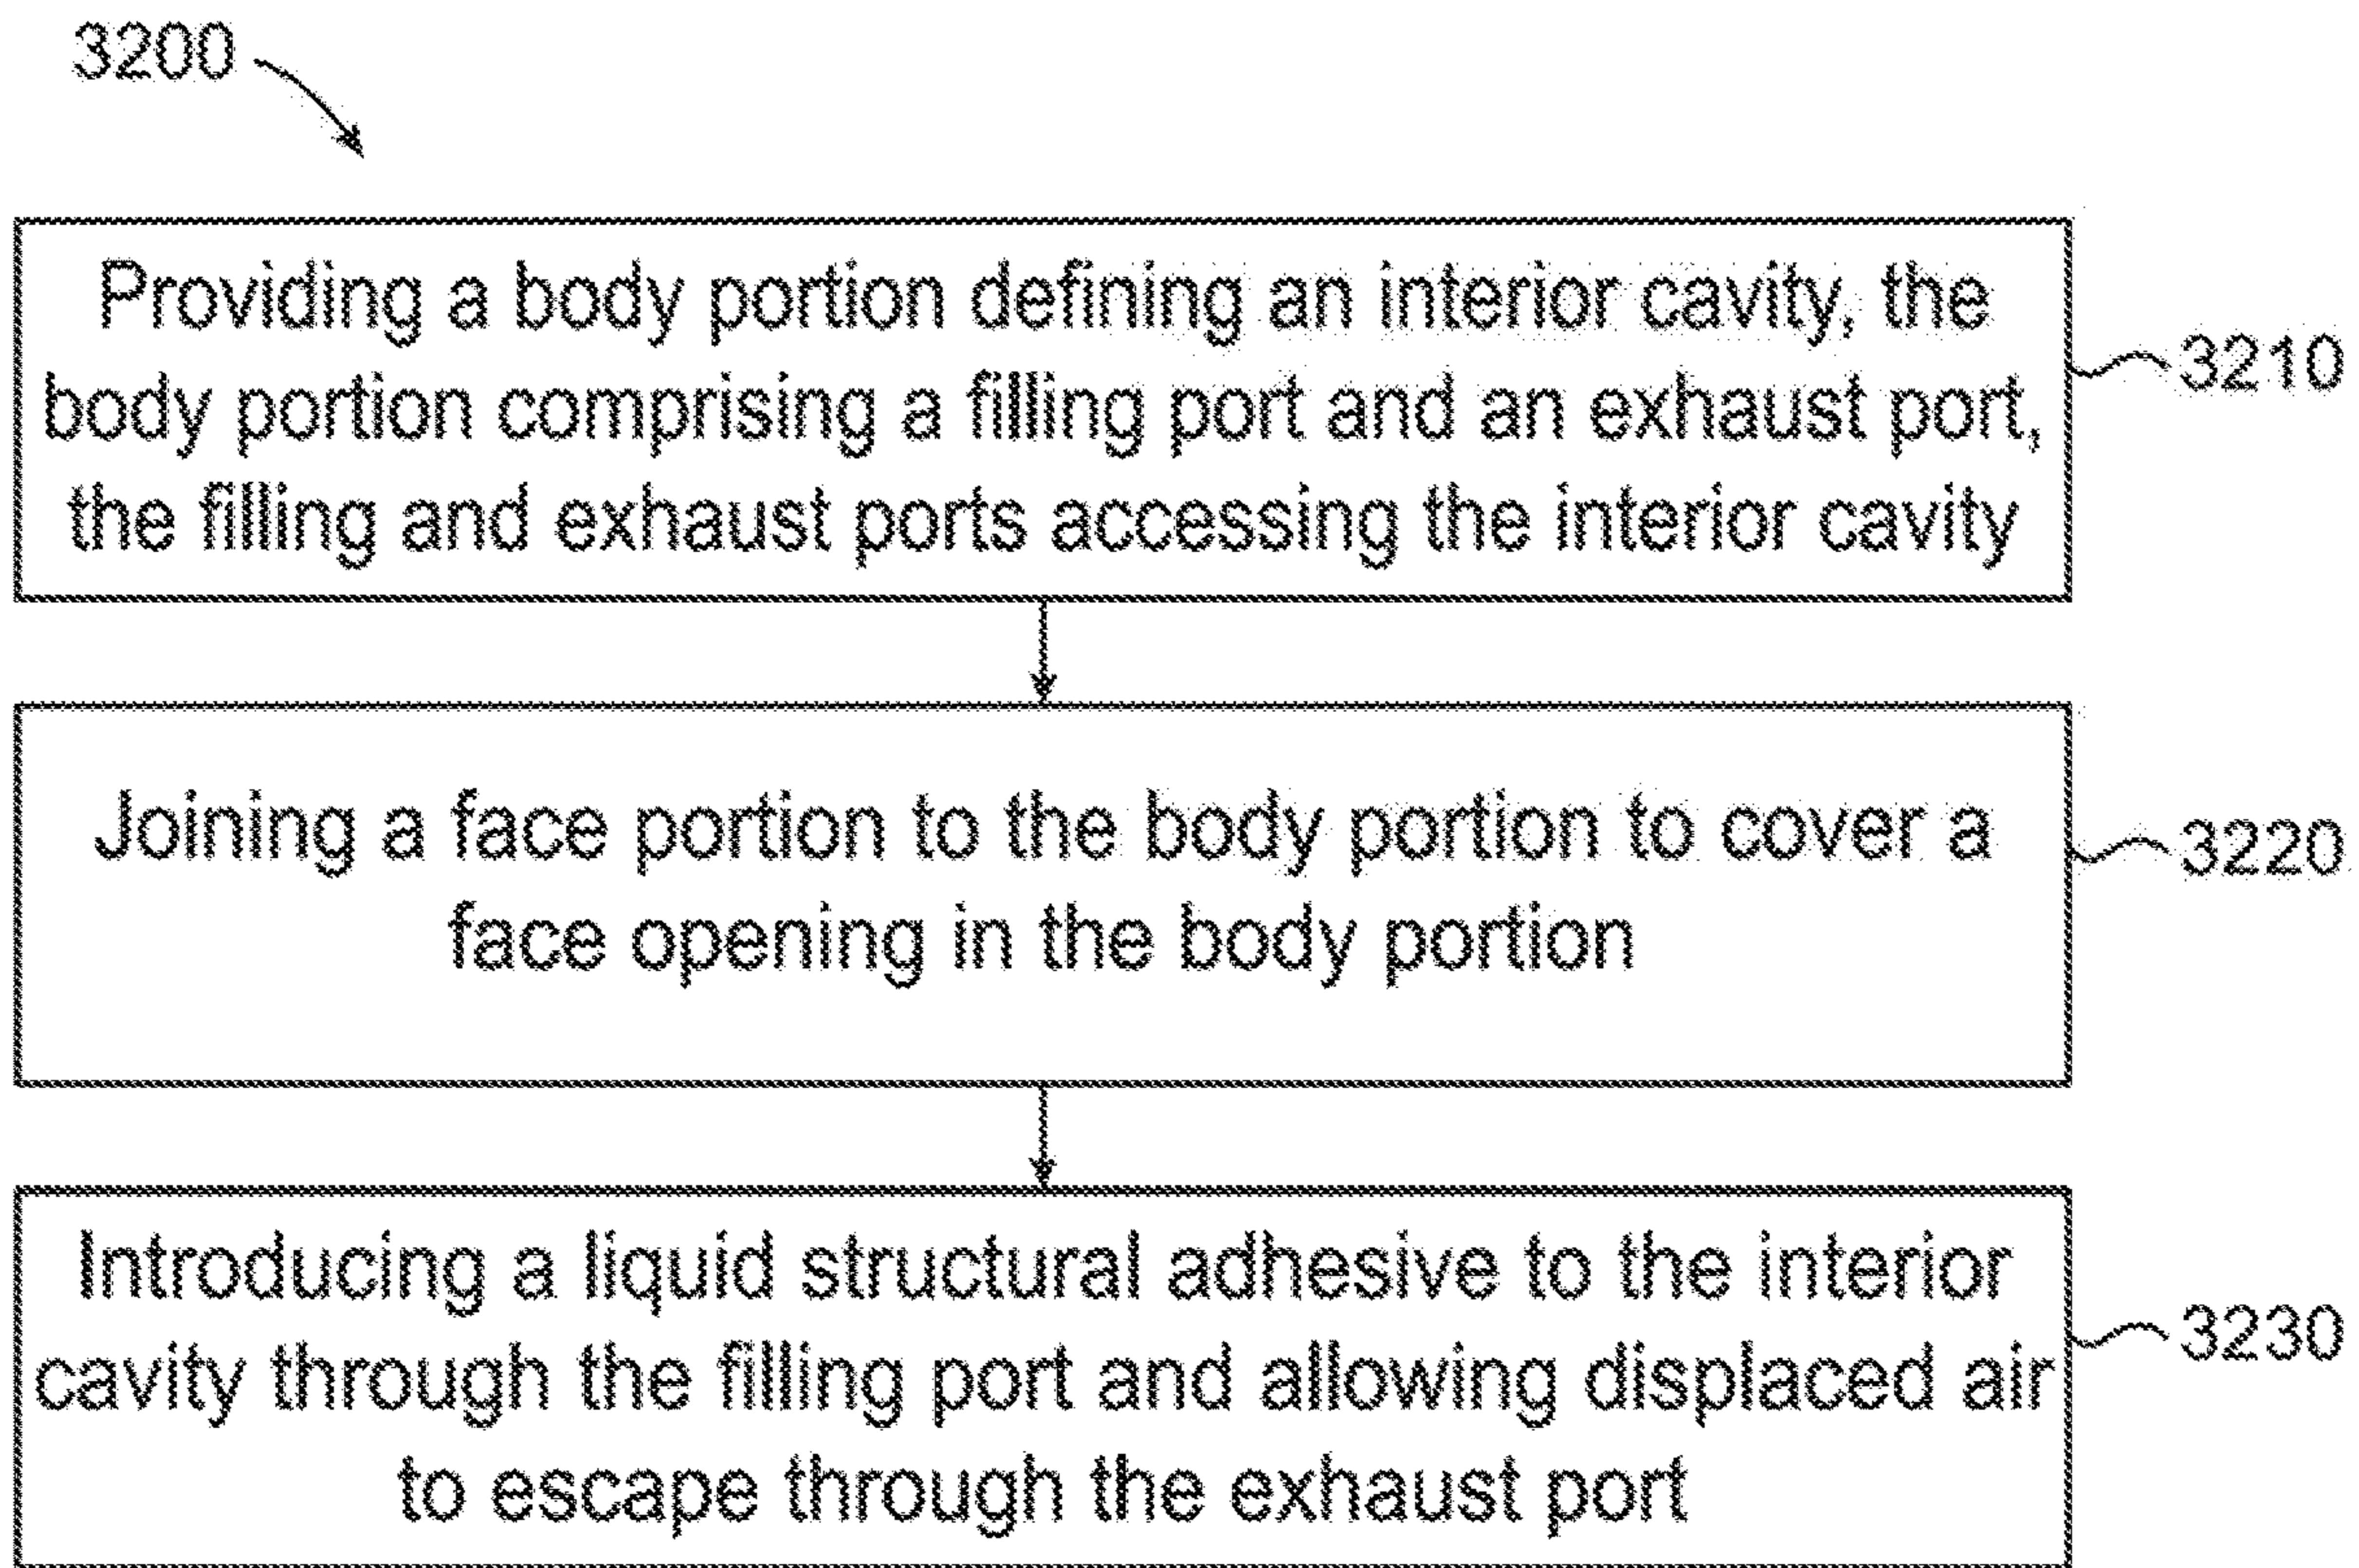 3200
Providing a body portion defining an interior cavity, the
body portion comprising a filling port and an exhaust port,
the filling and exhaust ports accessing the interior cavity
3210
Joining a face portion to the body portion to cover a
face opening in the body portion
3220
Introducing a liquid structural adhesive to the interior
cavity through the filling port and allowing displaced air
to escape through the exhaust port
3230